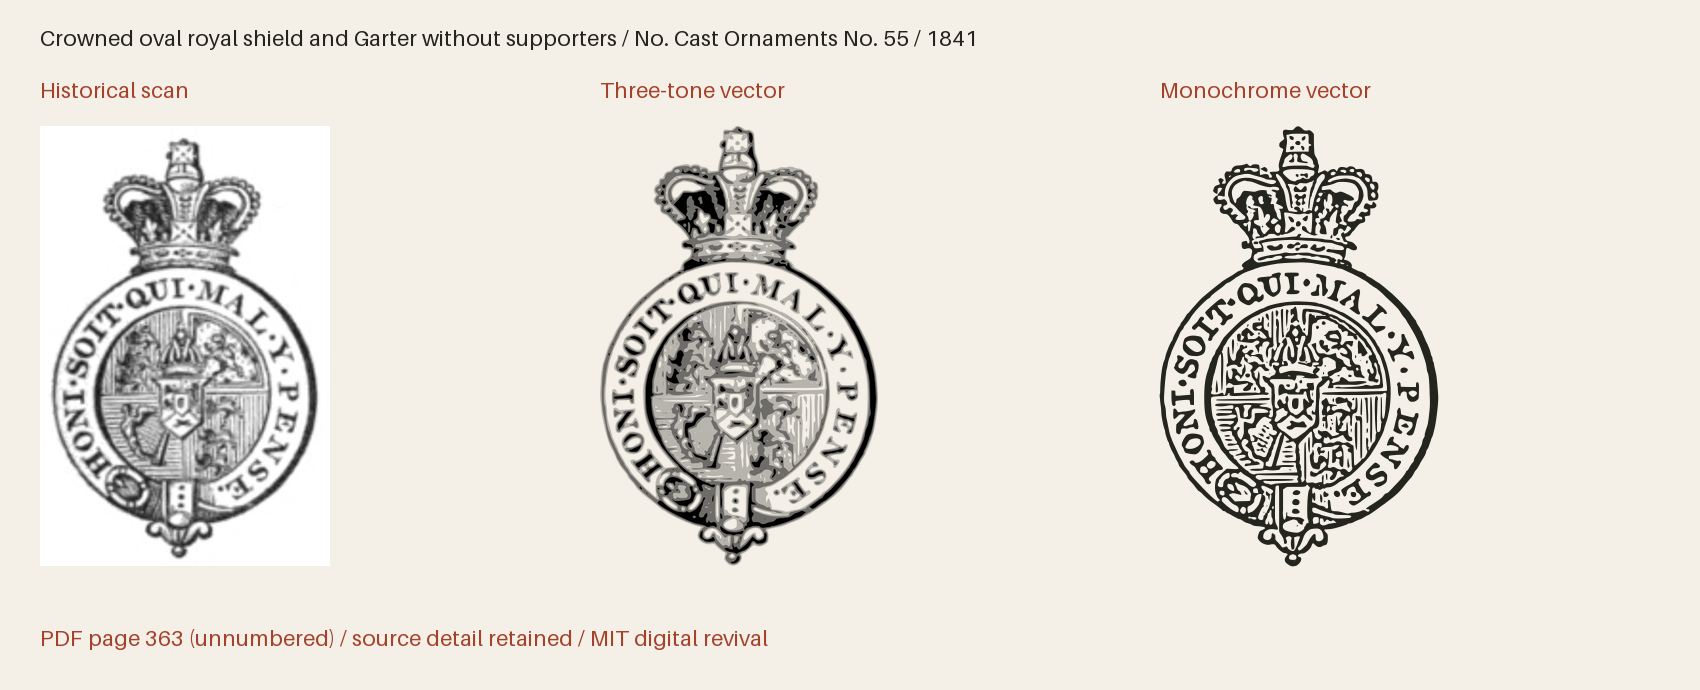 Crowned oval royal shield and Garter without supporters / No. Cast Ornaments No. 55 / 1841
Historical scan
Three-tone vector
Monochrome vector
HONI·SOIT·QUI·MAL·Y·PENSE.
HONI·SOIT·QUI·MAL·Y·PENSE.
HONI·SOIT·QUI·MAL·Y·PENSE.
PDF page 363 (unnumbered) / source detail retained / MIT digital revival